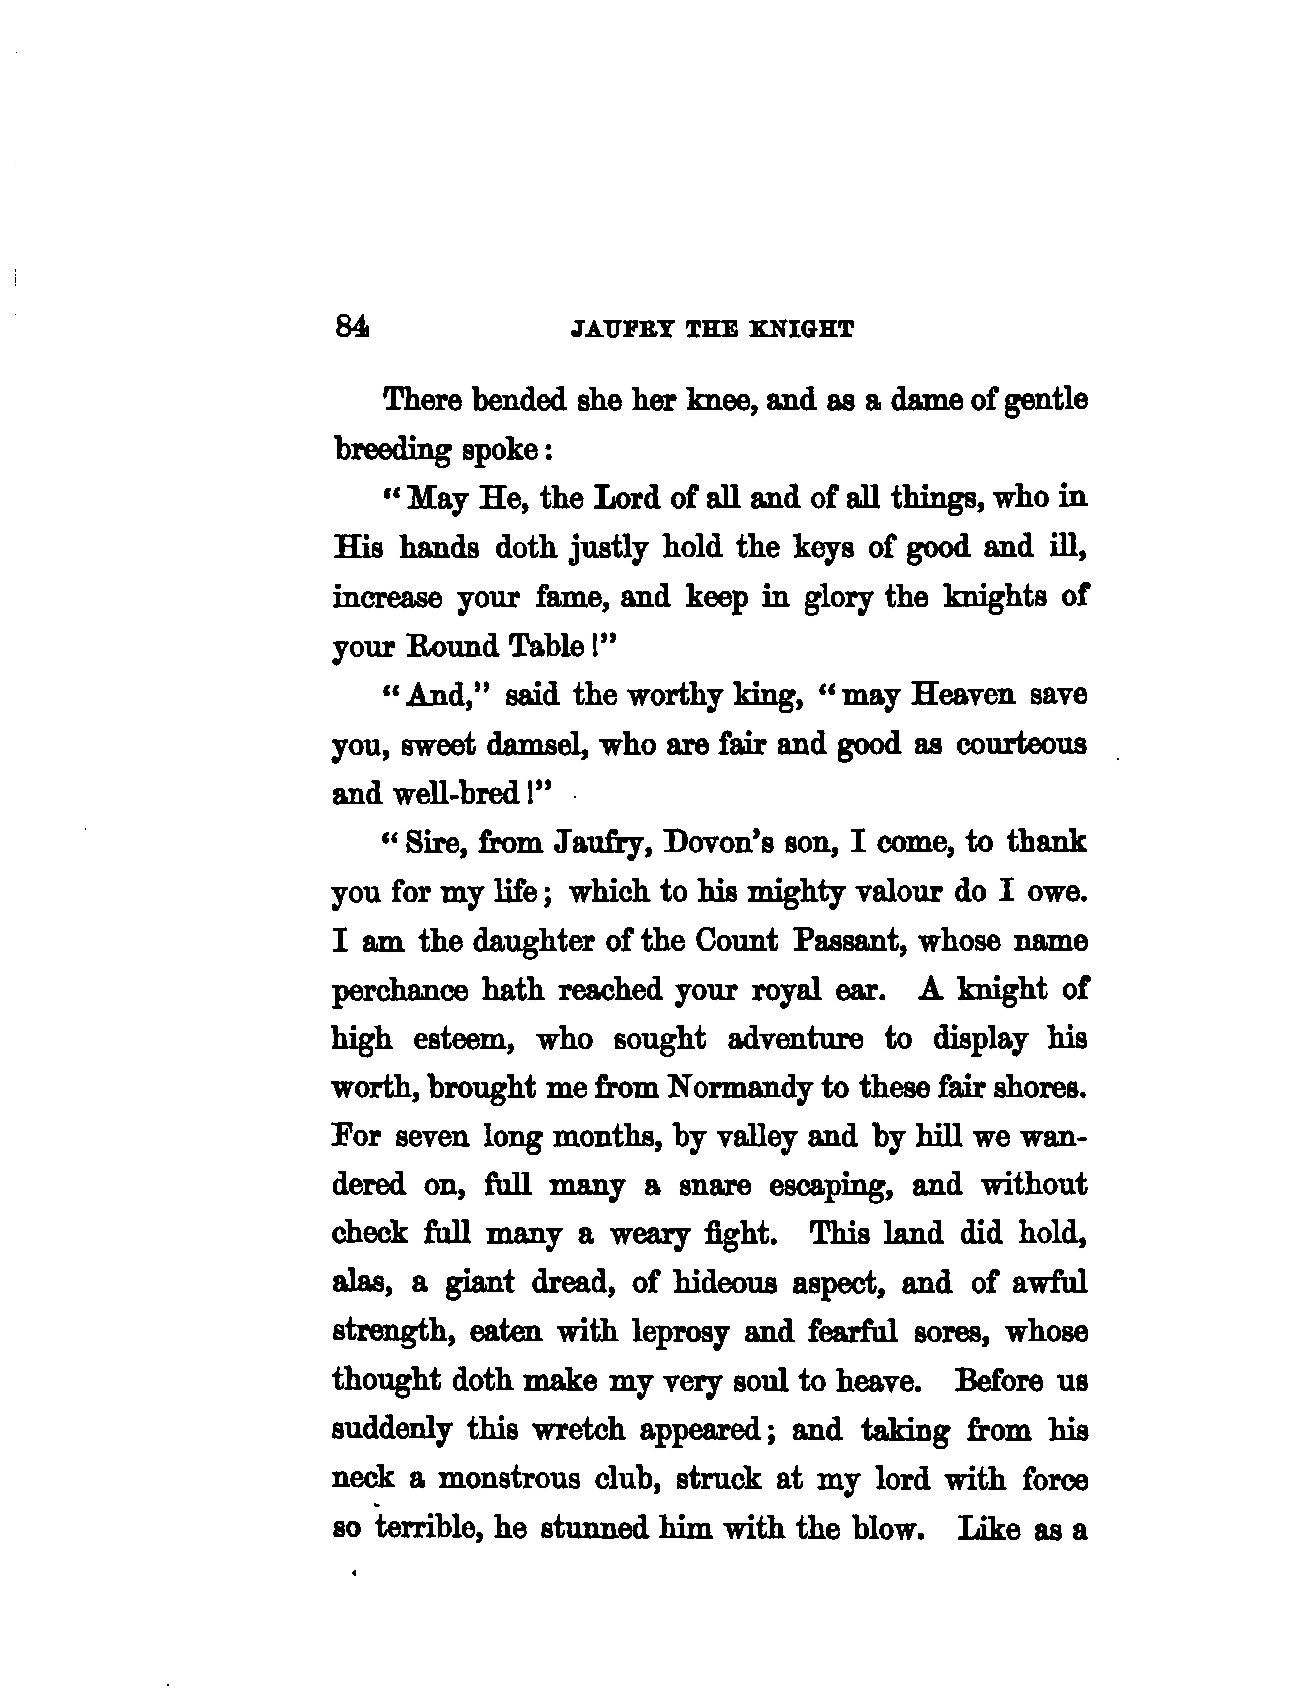 84 JAUFRY THE KNIGHT
There bended she her knee, and as a dame of gentle
breeding spoke:
"May He, the Lord of all and of all things, who in
His hands doth justly hold the keys of good and ill,
increase your fame, and keep in glory the knights of
your Round Table!"
"And," said the worthy king, "may Heaven save
you, sweet damsel, who are fair and good as courteous
and well-bred!"
"Sire, from Jaufry, Dovon's son, I come, to thank
you for my life; which to his mighty valour do I owe.
I am the daughter of the Count Passant, whose name
perchance hath reached your royal ear. A knight of
high esteem, who sought adventure to display his
worth, brought me from Normandy to these fair shores.
For seven long months, by valley and by hill we wan-
dered on, full many a snare escaping, and without
check full many a weary fight. This land did hold,
alas, a giant dread, of hideous aspect, and of awful
strength, eaten with leprosy and fearful sores, whose
thought doth make my very soul to heave. Before us
suddenly this wretch appeared; and taking from his
neck a monstrous club, struck at my lord with force
so terrible, he stunned him with the blow. Like as a